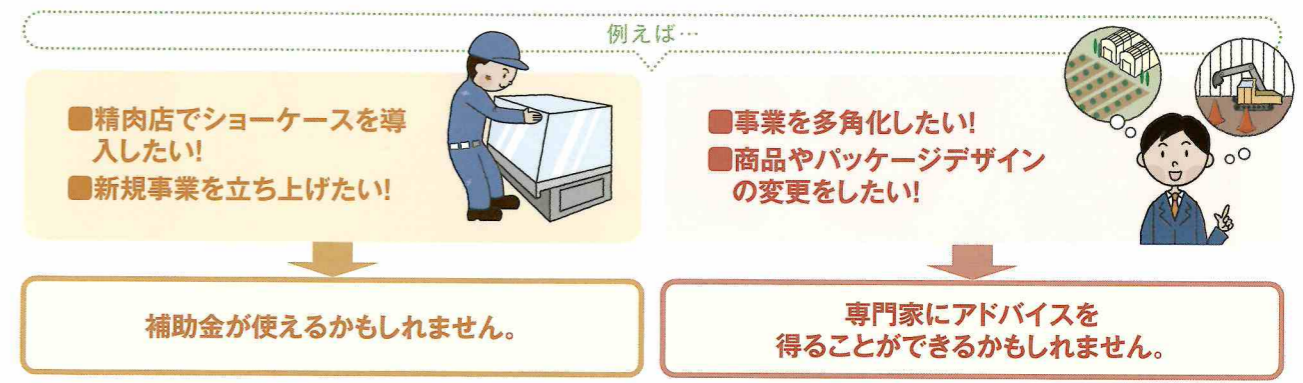 例えば…
■精肉店でショーケースを導
入したい!
■新規事業を立ち上げたい!
補助金が使えるかもしれません。
■事業を多角化したい!
■商品やパッケージデザイン
の変更をしたい!
専門家にアドバイスを
得ることができるかもしれません。